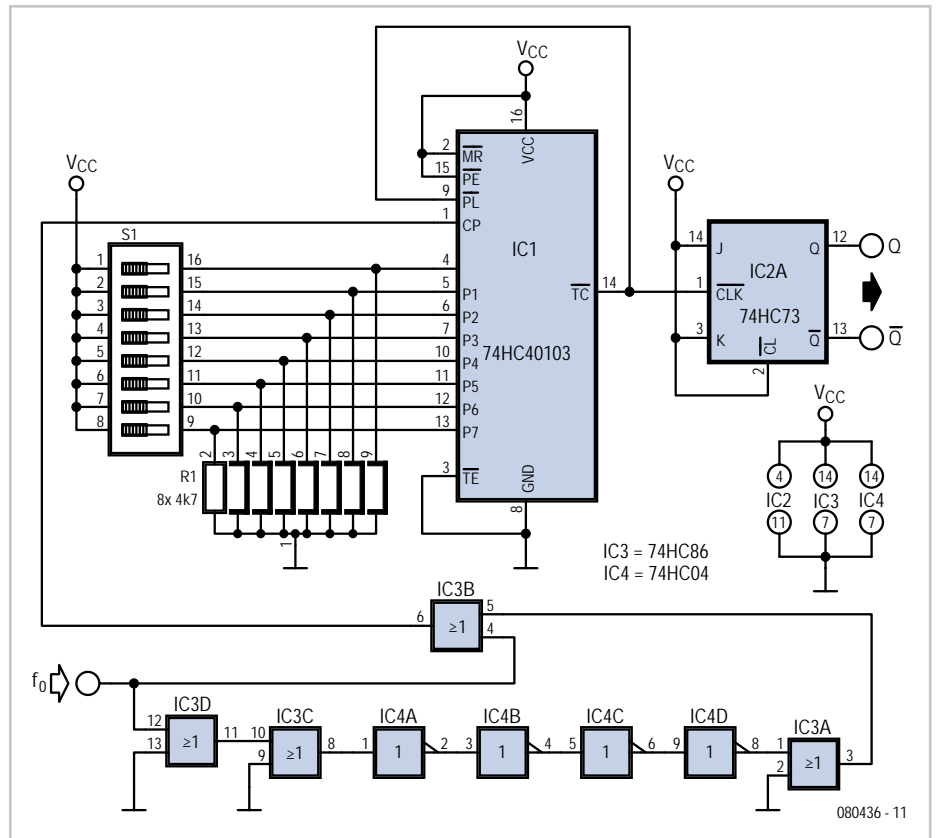 VCC
16
VCC
2 MR
15 PE
9 PL
1 CP
IC1
74HC40103
TC 14
VCC
S1
1 16 4
2 15 5 P1
3 14 6 P2
4 13 7 P3
5 12 10 P4
6 11 11 P5
7 10 12 P6
8 9 13 P7
3 TE
GND
8
R1
8x 4k7
2 3 4 5 6 7 8 9
1
VCC
14 J Q 12 Q
IC2A
1 CLK
74HC73
3 K Q 13 Q
CL
2
VCC
4 14 14
IC2 IC3 IC4
11 7 7
IC3 = 74HC86
IC4 = 74HC04
IC3B
6 ≥1 5
4
f0
IC3D
12 ≥1 11
13
IC3C
10 ≥1 8
9
IC4A
1 1 2
IC4B
3 1 4
IC4C
5 1 6
IC4D
9 1 8
IC3A
1 ≥1 3
2
080436 - 11